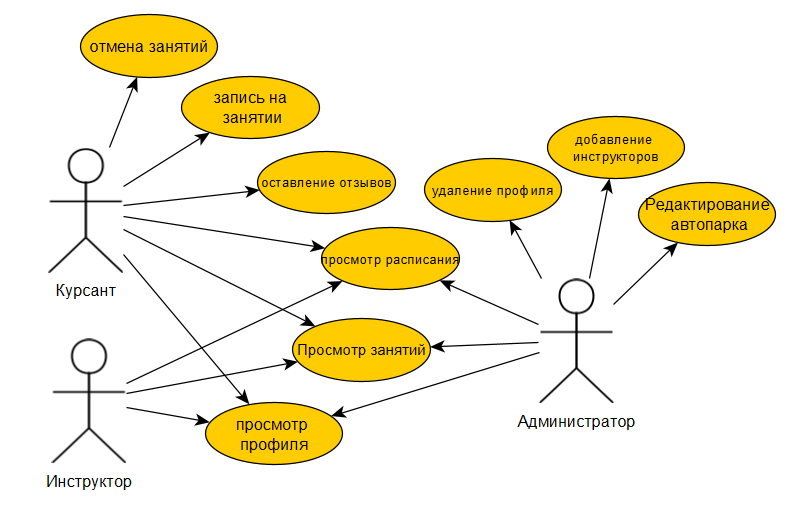 отмена занятий
запись на
занятии
добавление
инструкторов
оставление отзывов
удаление профиля
Редактирование
автопарка
просмотр расписания
Курсант
Просмотр занятий
Администратор
просмотр
профиля
Инструктор